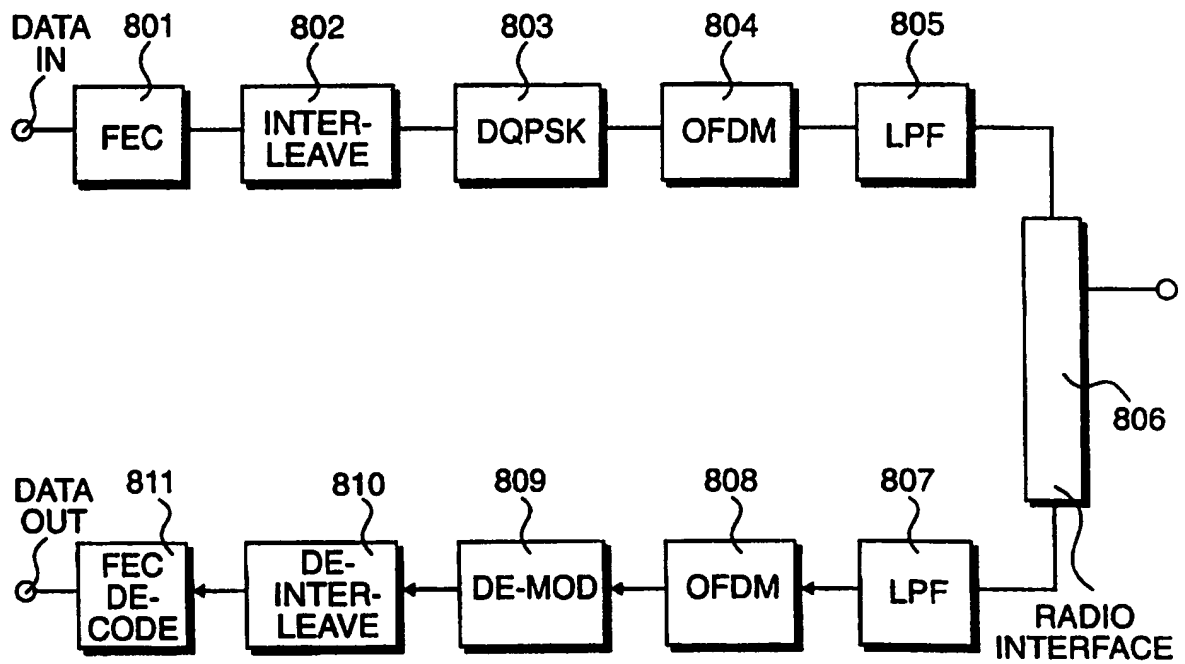 DATA
IN
801
802
803
804
805
FEC
INTER-
LEAVE
DQPSK
OFDM
LPF
806
DATA
OUT
811
810
809
808
807
FEC
DE-
CODE
DE-
INTER-
LEAVE
DE-MOD
OFDM
LPF
RADIO
INTERFACE